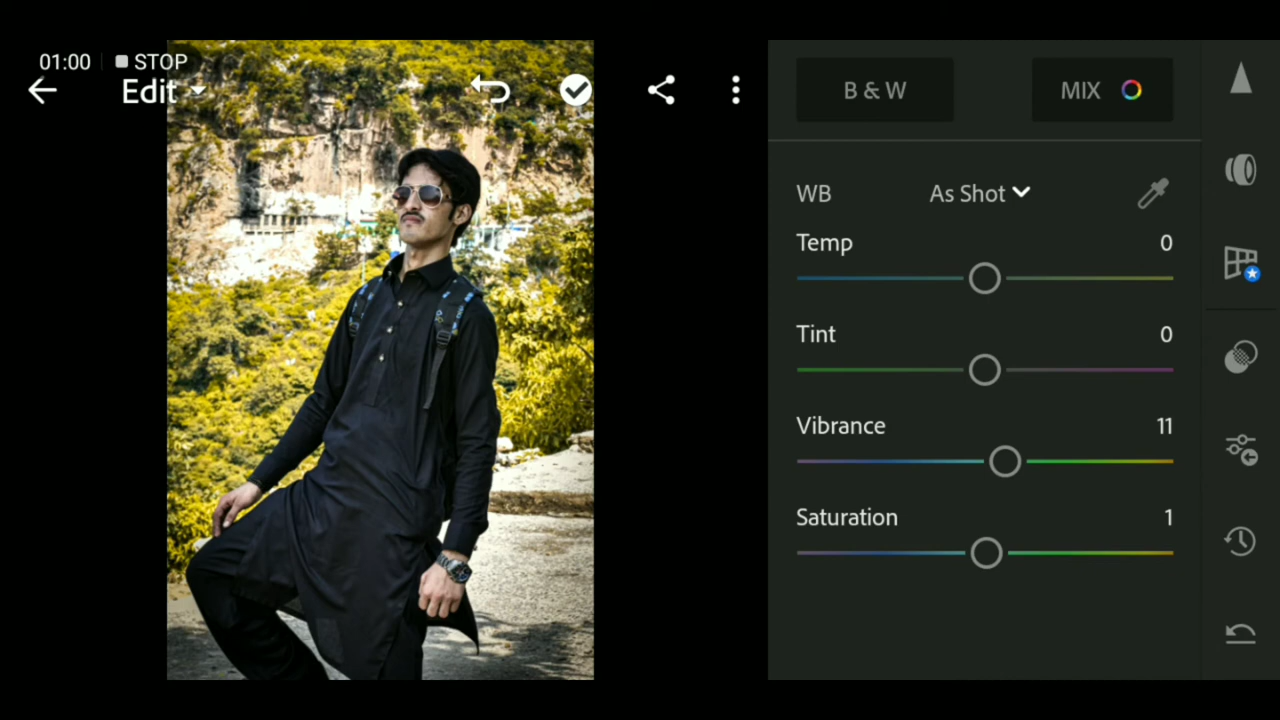 01:00 STOP
Edit
B & W
MIX
WB As Shot
Temp 0
Tint 0
Vibrance 11
Saturation 1